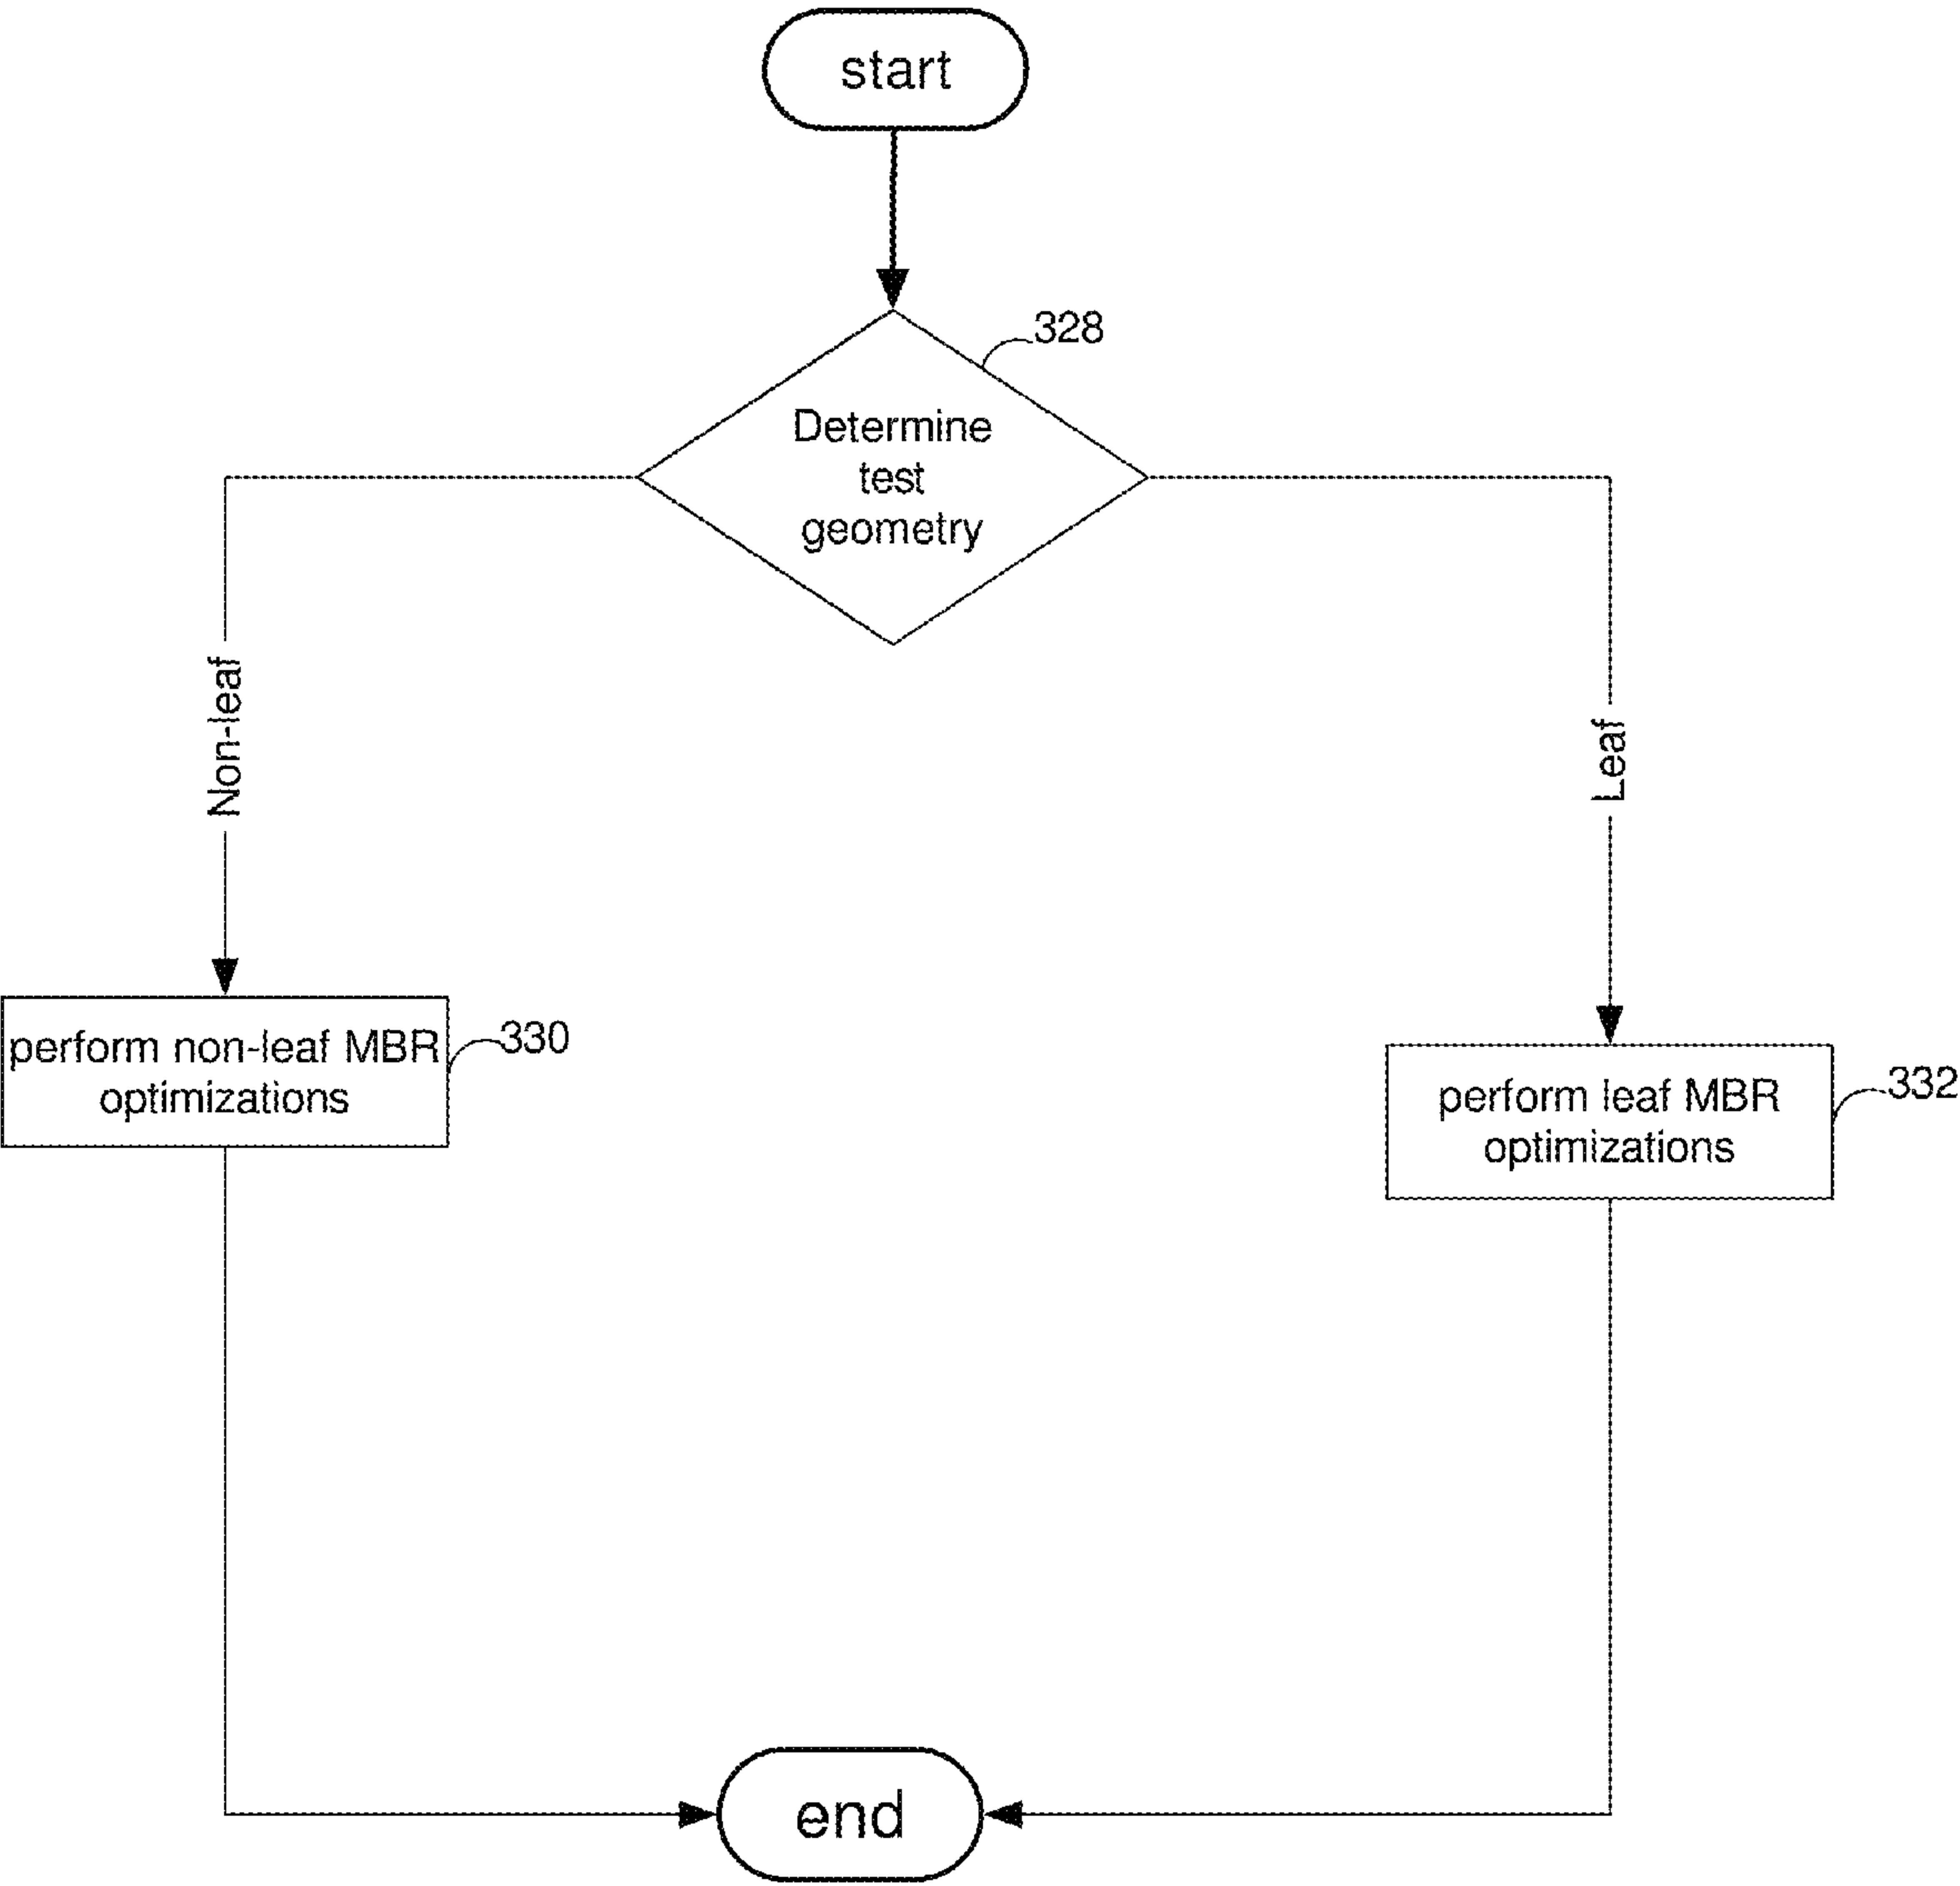 start
328
Determine
test
geometry
Non-leaf
Leaf
perform non-leaf MBR
optimizations
330
perform leaf MBR
optimizations
332
end